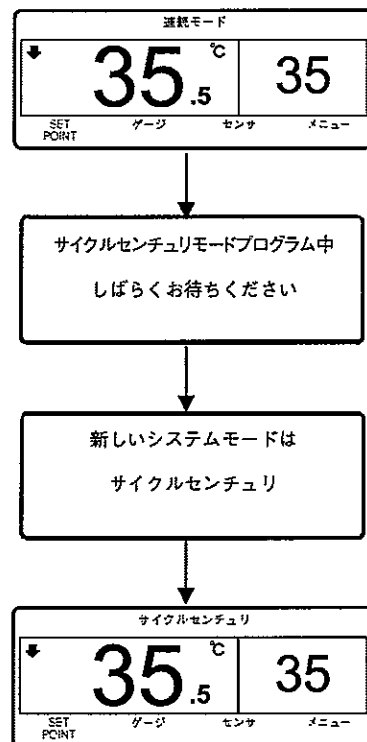 連続モード
35.5 ℃ 35
SET POINT ゲージ センサ メニュー
サイクルセンチュリモードプログラム中
しばらくお待ちください
新しいシステムモードは
サイクルセンチュリ
サイクルセンチュリ
35.5 ℃ 35
SET POINT ゲージ センサ メニュー